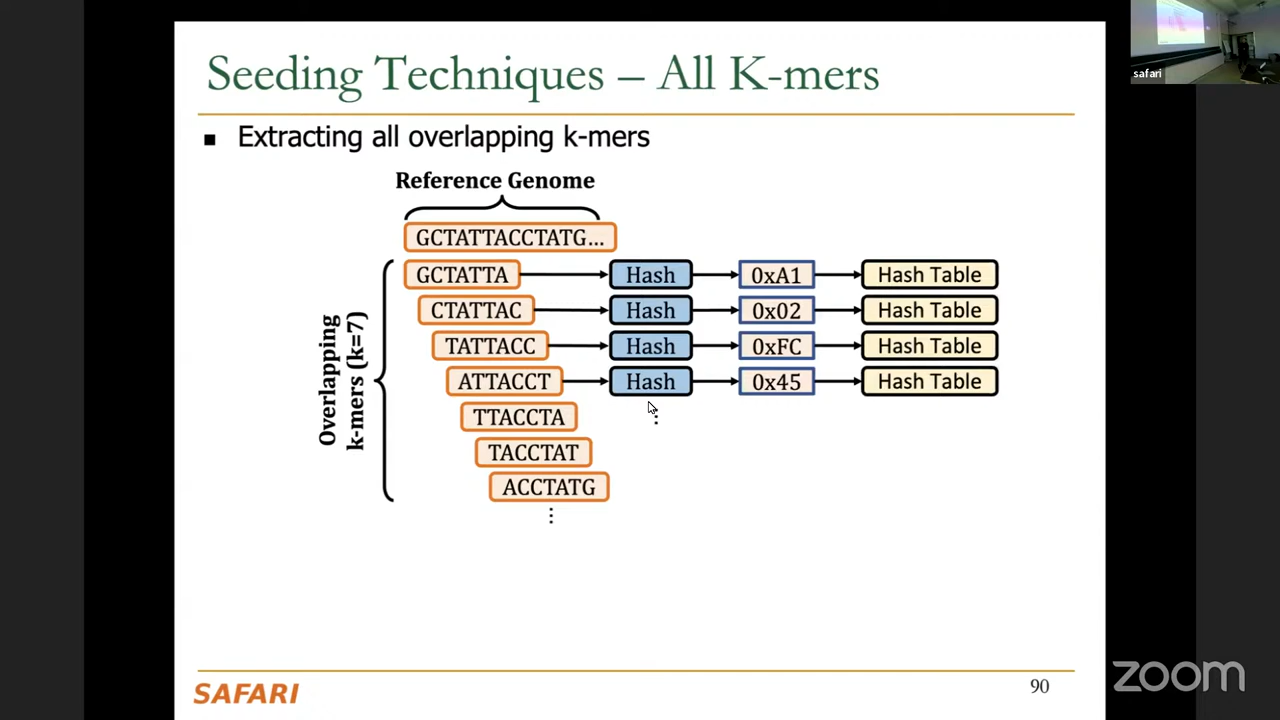 safari
Seeding Techniques – All K-mers
Extracting all overlapping k-mers
Reference Genome
GCTATTACCTATG...
Overlapping
k-mers (k=7)
GCTATTA Hash 0xA1 Hash Table
CTATTAC Hash 0x02 Hash Table
TATTACC Hash 0xFC Hash Table
ATTACCT Hash 0x45 Hash Table
TTACCTA
TACCTAT
ACCTATG
SAFARI
90
zoom